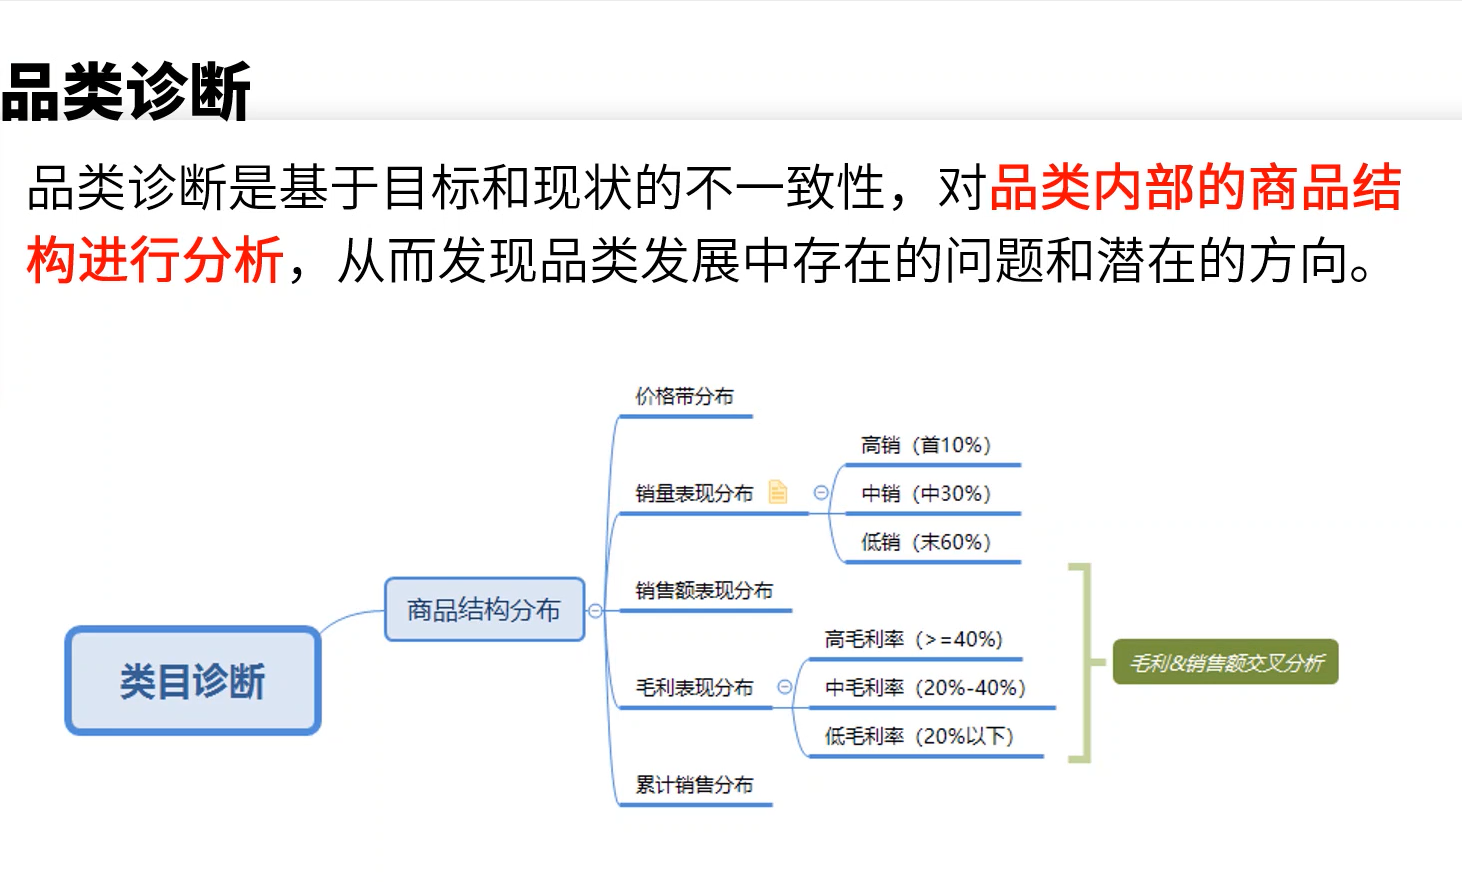 品类诊断
品类诊断是基于目标和现状的不一致性，对品类内部的商品结
构进行分析，从而发现品类发展中存在的问题和潜在的方向。
价格带分布
高销（首10%）
销量表现分布
中销（中30%）
低销（末60%）
销售额表现分布
商品结构分布
高毛利率（>=40%）
毛利&销售额交叉分析
类目诊断
毛利表现分布
中毛利率（20%-40%）
低毛利率（20%以下）
累计销售分布